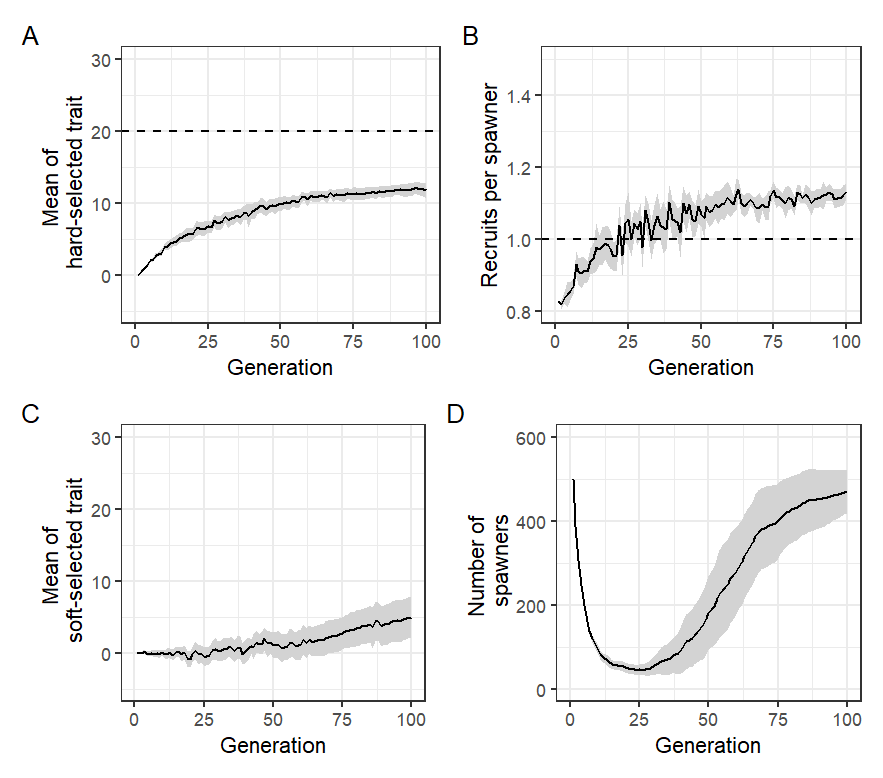 A
Mean of
hard-selected trait
30
20
10
0
0 25 50 75 100
Generation
B
Recruits per spawner
1.4
1.2
1.0
0.8
0 25 50 75 100
Generation
C
Mean of
soft-selected trait
30
20
10
0
0 25 50 75 100
Generation
D
Number of
spawners
600
400
200
0
0 25 50 75 100
Generation